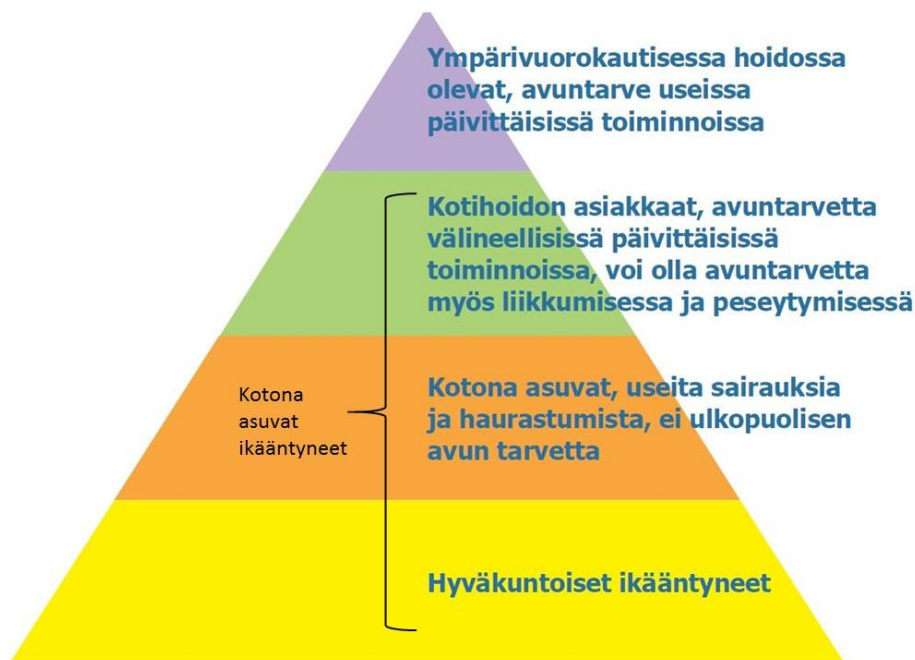 Ympärivuorokautisessa hoidossa
olevat, avuntarve useissa
päivittäisissä toiminnoissa
Kotihoidon asiakkaat, avuntarvetta
välineellisissä päivittäisissä
toiminnoissa, voi olla avuntarvetta
myös liikkumisessa ja peseytymisessä
Kotona
asuvat
ikääntyneet
Kotona asuvat, useita sairauksia
ja haurastumista, ei ulkopuolisen
avun tarvetta
Hyväkuntoiset ikääntyneet